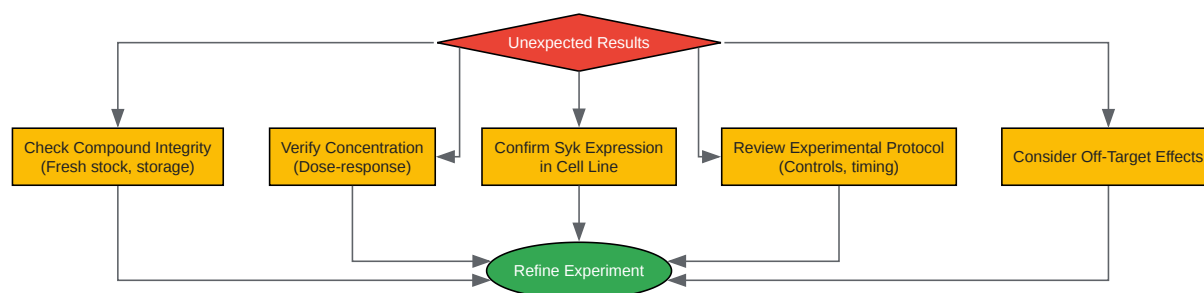 Unexpected Results
Check Compound Integrity
(Fresh stock, storage)
Verify Concentration
(Dose-response)
Confirm Syk Expression
in Cell Line
Review Experimental Protocol
(Controls, timing)
Consider Off-Target Effects
Refine Experiment